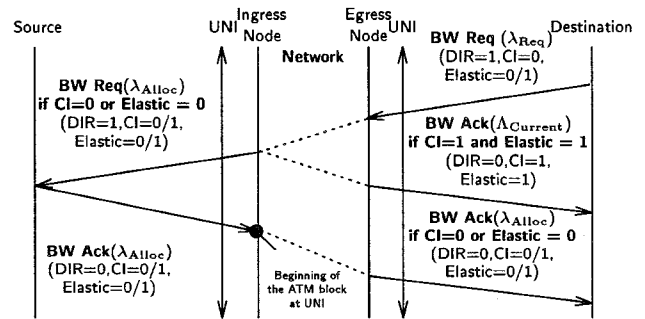 Source
UNI
Ingress
Node
Network
Egress
Node
UNI
Destination
BW Req (λReq)
(DIR=1,CI=0,
Elastic=0/1)
BW Req(λAlloc)
if CI=0 or Elastic = 0
(DIR=1,CI=0/1,
Elastic=0/1)
BW Ack(ΛCurrent)
if CI=1 and Elastic = 1
(DIR=0,CI=1,
Elastic=1)
BW Ack(λAlloc)
if CI=0 or Elastic = 0
(DIR=0,CI=0/1,
Elastic=0/1)
BW Ack(λAlloc)
(DIR=0,CI=0/1,
Elastic=0/1)
Beginning of
the ATM block
at UNI